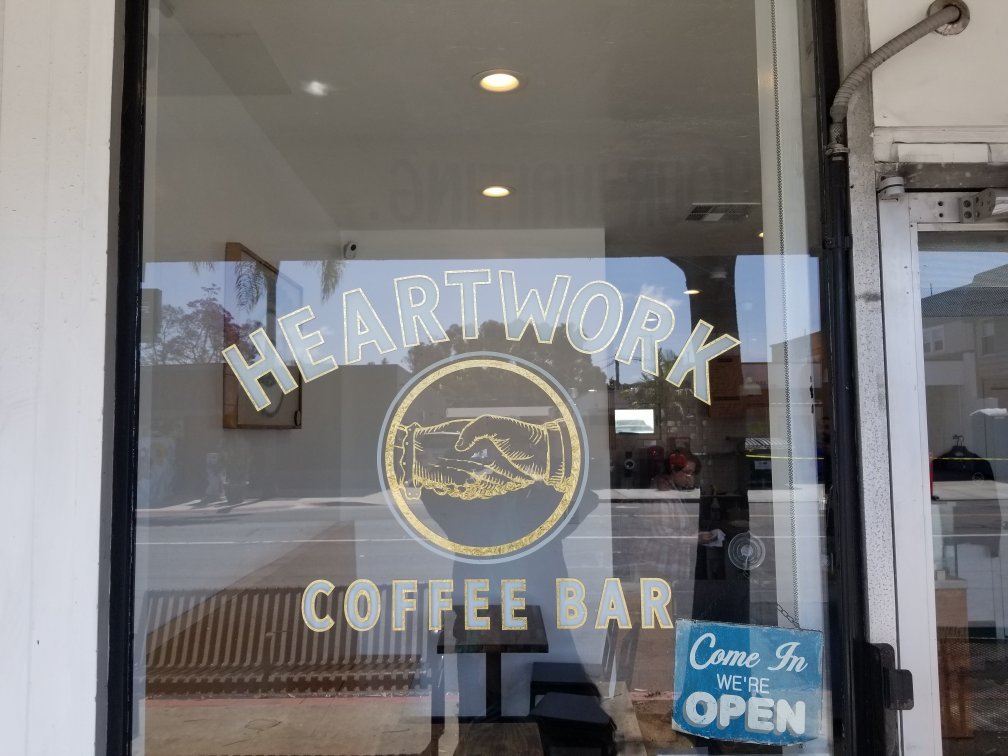 HEARTWORK
COFFEE BAR
Come In
WE'RE
OPEN